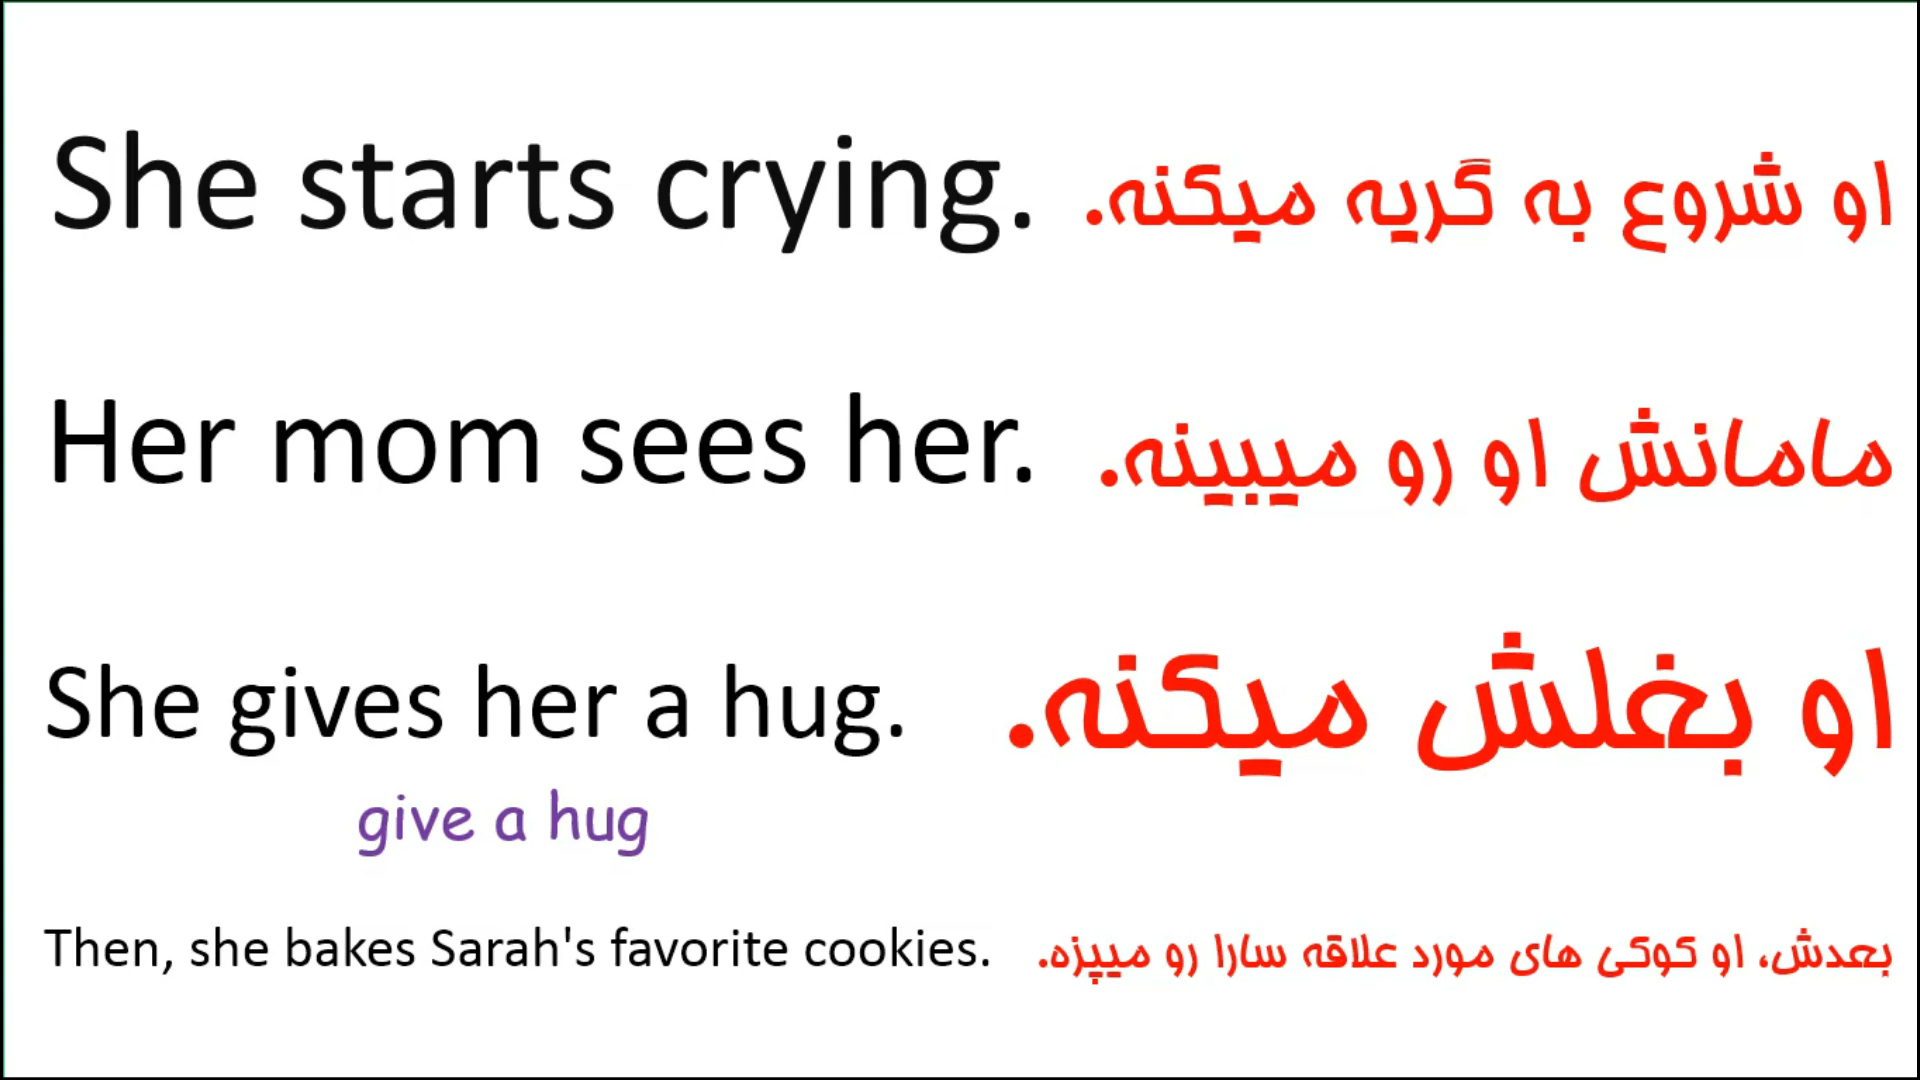 She starts crying. او شروع به گریه میکنه.
Her mom sees her. مامانش او رو میبینه.
She gives her a hug. او بغلش میکنه.
give a hug
Then, she bakes Sarah's favorite cookies. بعدش، او کوکی های مورد علاقه سارا رو میپزه.